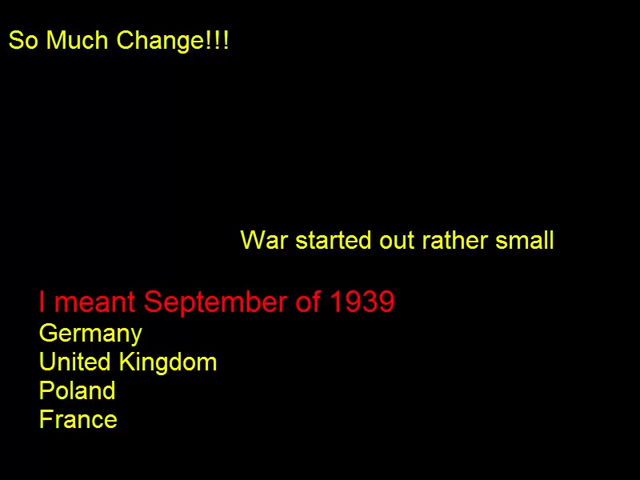 So Much Change!!!
War started out rather small
I meant September of 1939
Germany
United Kingdom
Poland
France